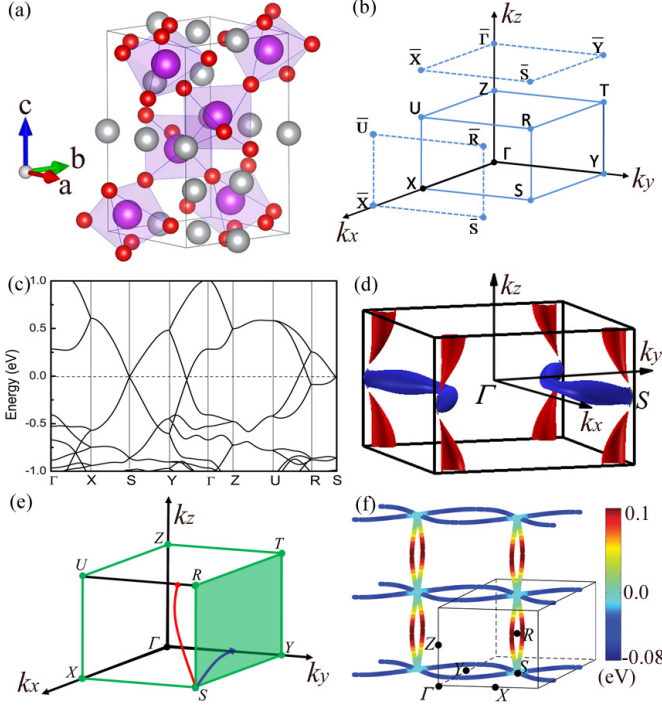 (a)
c
b
a
(b)
kz
Γ̅
Y̅
X̅
S̅
Z
T
U
R
U̅
R̅
Γ
Y
ky
X
S
X̅
S̅
kx
(c)
1.0
0.5
0.0
-0.5
-1.0
Energy (eV)
Γ X S Y Γ Z U R S
(d)
kz
ky
Γ
S
kx
(e)
kz
Z
T
U
R
Γ
Y
X
S
kx
ky
(f)
0.1
0.0
-0.08
(eV)
R
Z
Y
S
Γ
X